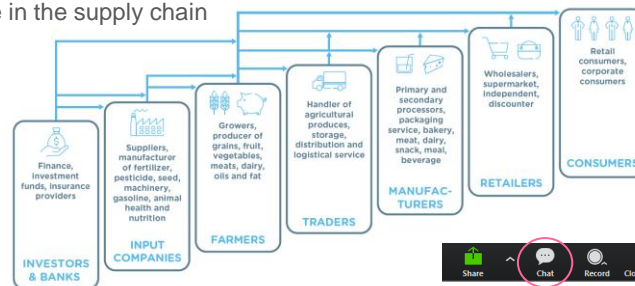 e in the supply chain
Finance,
investment
funds, insurance
providers
INVESTORS
& BANKS
Suppliers,
manufacturer
of fertilizer,
pesticide, seed,
machinery,
gasoline, animal
health and
nutrition
INPUT
COMPANIES
Growers,
producer of
grains, fruit,
vegetables,
meats, dairy,
oils and fat
FARMERS
Handler of
agricultural
produces,
storage,
distribution and
logistical service
TRADERS
Primary and
secondary
processors,
packaging
service, bakery,
meat, dairy,
snack, meal,
beverage
MANUFAC-
TURERS
Wholesalers,
supermarket,
independent,
discounter
RETAILERS
Retail
consumers,
corporate
consumers
CONSUMERS
Share
Chat
Record
Clo